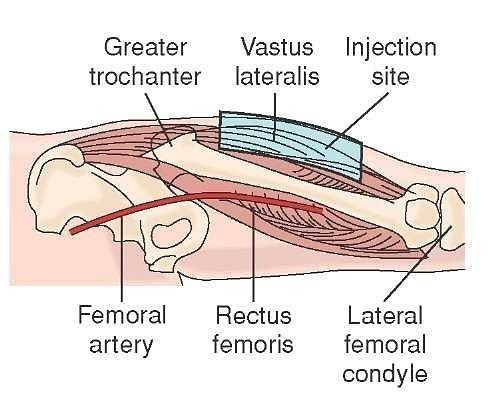 Greater
trochanter
Vastus
lateralis
Injection
site
Femoral
artery
Rectus
femoris
Lateral
femoral
condyle